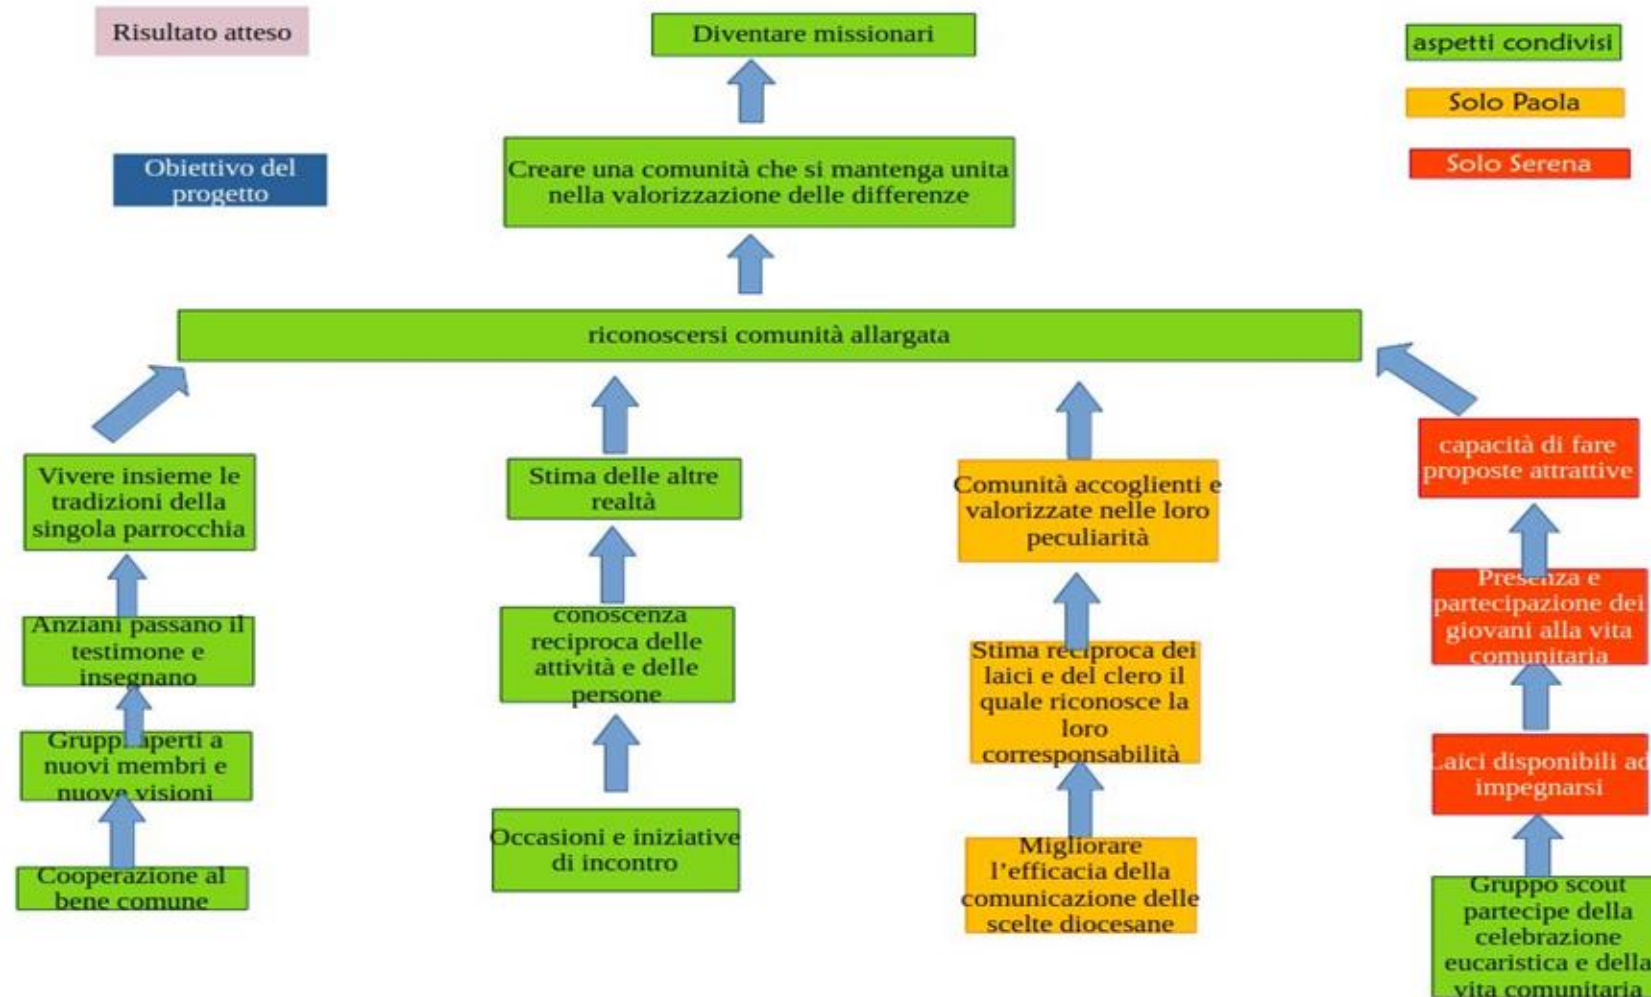 Risultato atteso
Diventare missionari
aspetti condivisi
Solo Paola
Solo Serena
Obiettivo del
progetto
Creare una comunità che si mantenga unita
nella valorizzazione delle differenze
riconoscersi comunità allargata
Vivere insieme le
tradizioni della
singola parrocchia
Anziani passano il
testimone e
insegnano
Gruppi aperti a
nuovi membri e
nuove visioni
Cooperazione al
bene comune
Stima delle altre
realtà
conoscenza
reciproca delle
attività e delle
persone
Occasioni e iniziative
di incontro
Comunità accoglienti e
valorizzate nelle loro
peculiarità
Stima reciproca dei
laici e del clero il
quale riconosce la
loro
corresponsabilità
Migliorare
l’efficacia della
comunicazione delle
scelte diocesane
capacità di fare
proposte attrattive
Presenza e
partecipazione dei
giovani alla vita
comunitaria
Laici disponibili ad
impegnarsi
Gruppo scout
partecipe della
celebrazione
eucaristica e della
vita comunitaria